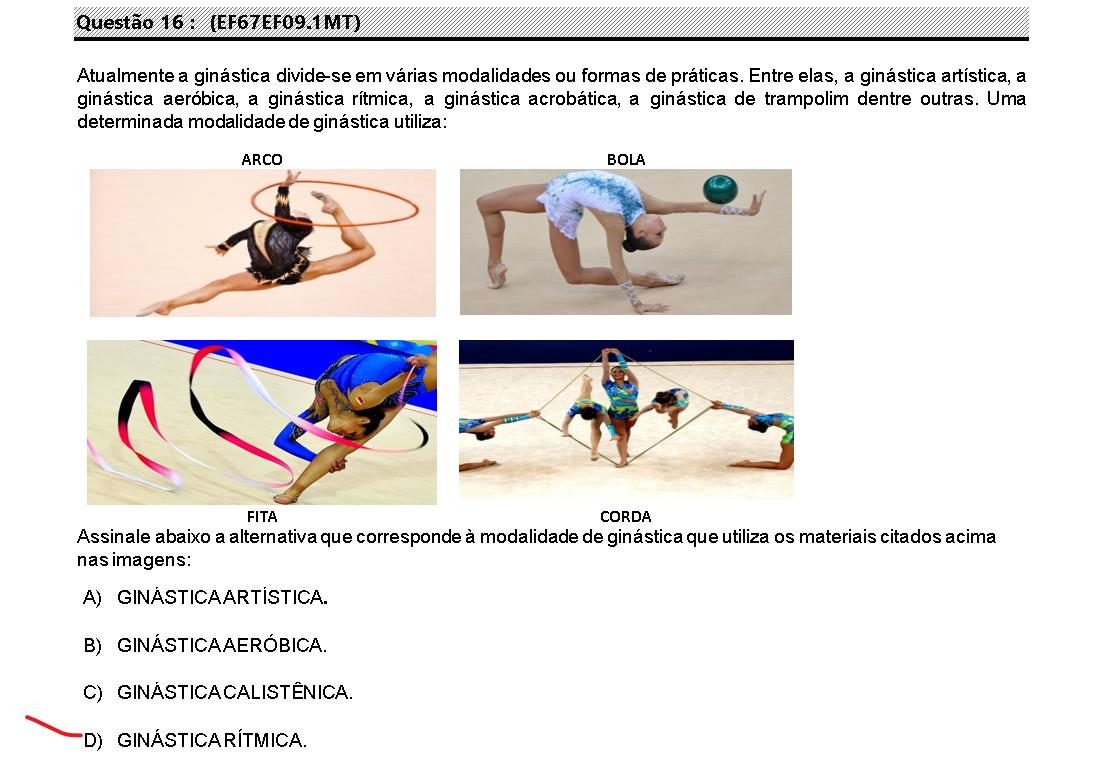 Questão 16 : (EF67EF09.1MT)
Atualmente a ginástica divide-se em várias modalidades ou formas de práticas. Entre elas, a ginástica artística, a
ginástica aeróbica, a ginástica rítmica, a ginástica acrobática, a ginástica de trampolim dentre outras. Uma
determinada modalidade de ginástica utiliza:
ARCO
BOLA
FITA
CORDA
Assinale abaixo a alternativa que corresponde à modalidade de ginástica que utiliza os materiais citados acima
nas imagens:
A) GINÁSTICA ARTÍSTICA.
B) GINÁSTICA AERÓBICA.
C) GINÁSTICA CALISTÊNICA.
D) GINÁSTICA RÍTMICA.